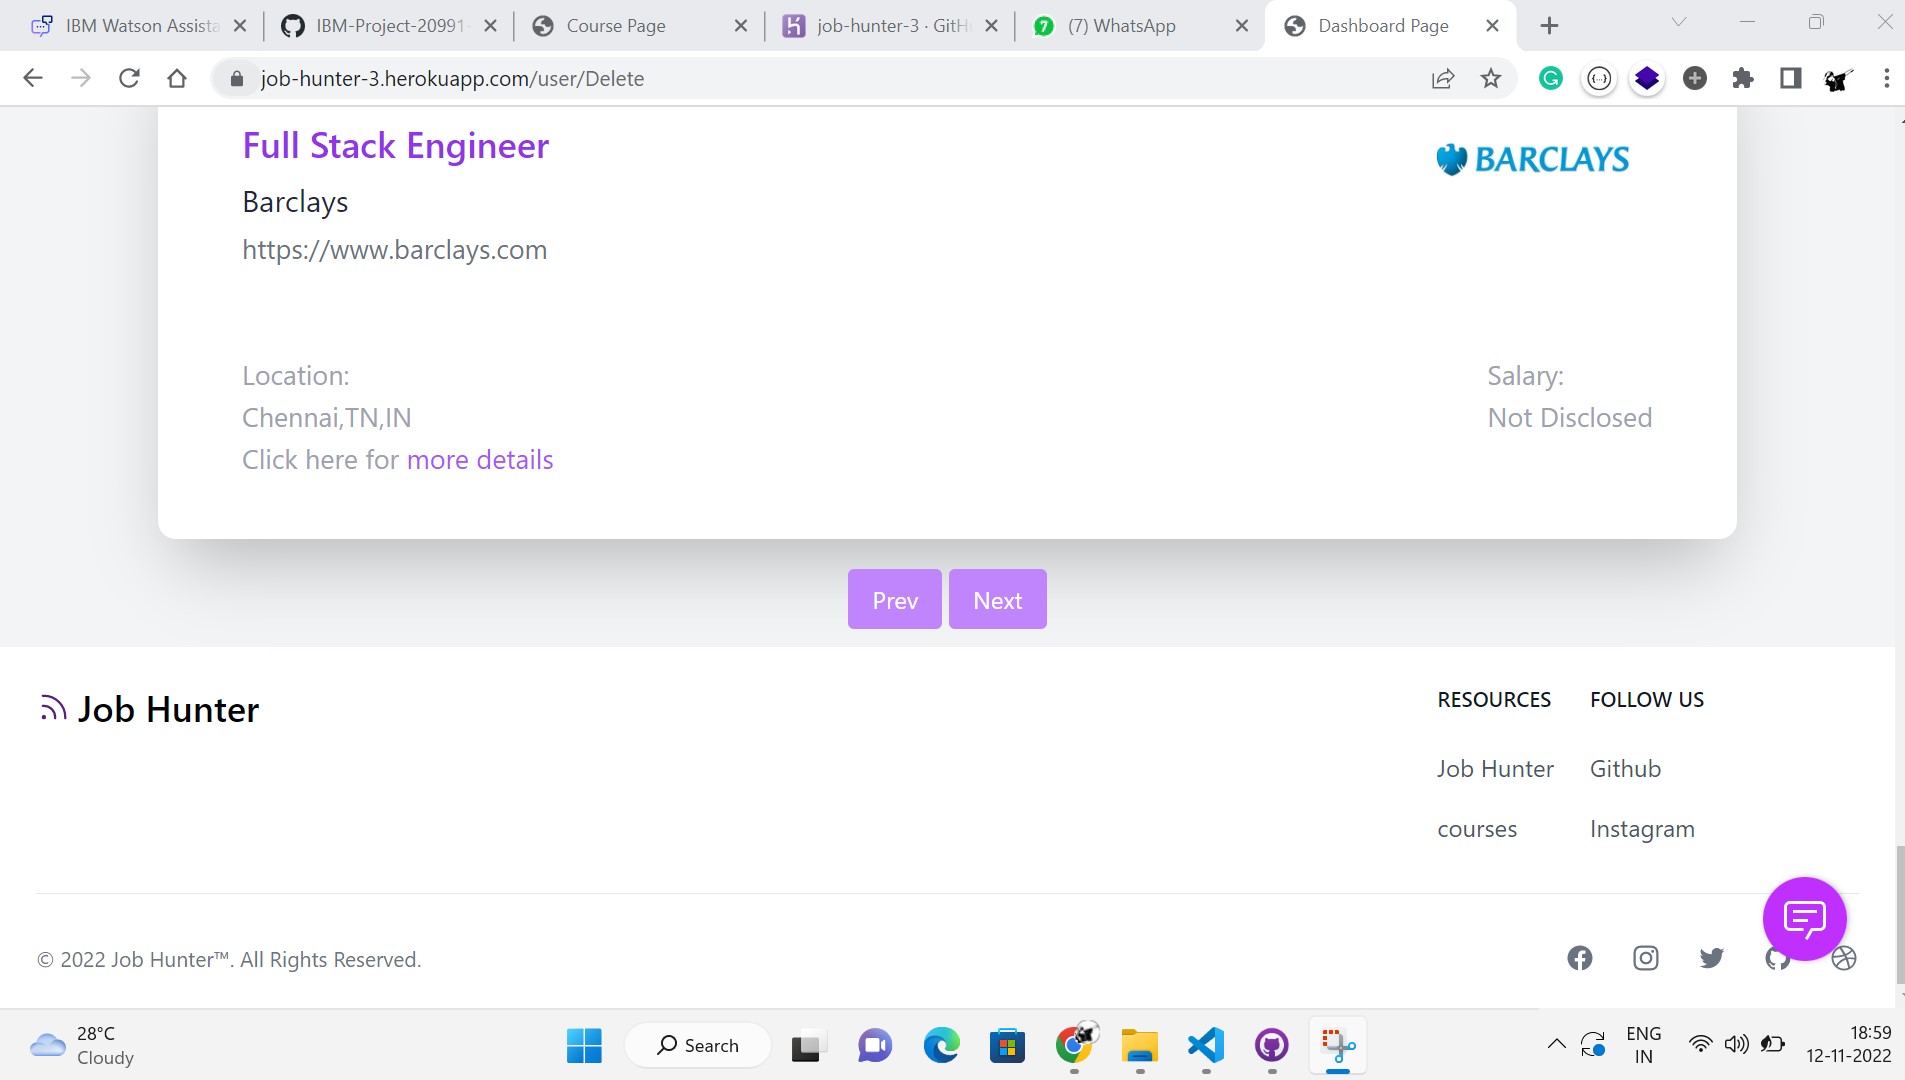 IBM Watson Assista
IBM-Project-20991-
Course Page
job-hunter-3 · GitH
7
(7) WhatsApp
Dashboard Page
job-hunter-3.herokuapp.com/user/Delete
Full Stack Engineer
BARCLAYS
Barclays
https://www.barclays.com
Location:
Salary:
Chennai,TN,IN
Not Disclosed
Click here for more details
Prev
Next
Job Hunter
RESOURCES
FOLLOW US
Job Hunter
Github
courses
Instagram
© 2022 Job Hunter™. All Rights Reserved.
28°C
Cloudy
Search
ENG
IN
18:59
12-11-2022